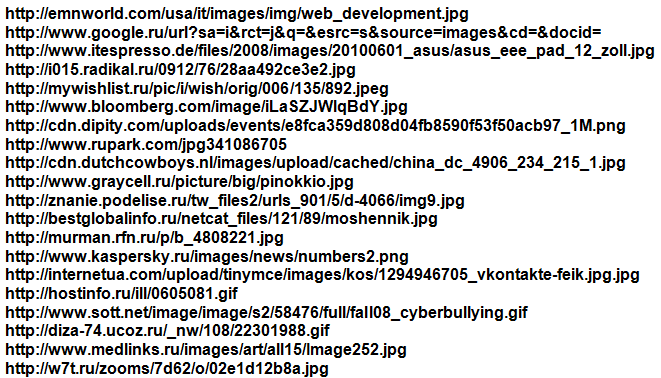 http://emnworld.com/usa/it/images/img/web_development.jpg
http://www.google.ru/url?sa=i&rct=j&q=&esrc=s&source=images&cd=&docid=
http://www.itespresso.de/files/2008/images/20100601_asus/asus_eee_pad_12_zoll.jpg
http://i015.radikal.ru/0912/76/28aa492ce3e2.jpg
http://mywishlist.ru/pic/i/wish/orig/006/135/892.jpeg
http://www.bloomberg.com/image/iLaSZJWIqBdY.jpg
http://cdn.dipity.com/uploads/events/e8fca359d808d04fb8590f53f50acb97_1M.png
http://www.rupark.com/jpg341086705
http://cdn.dutchcowboys.nl/images/upload/cached/china_dc_4906_234_215_1.jpg
http://www.graycell.ru/picture/big/pinokkio.jpg
http://znanie.podelise.ru/tw_files2/urls_901/5/d-4066/img9.jpg
http://bestglobalinfo.ru/netcat_files/121/89/moshennik.jpg
http://murman.rfn.ru/p/b_4808221.jpg
http://www.kaspersky.ru/images/news/numbers2.png
http://internetua.com/upload/tinymce/images/kos/1294946705_vkontakte-feik.jpg.jpg
http://hostinfo.ru/ill/0605081.gif
http://www.sott.net/image/image/s2/58476/full/fall08_cyberbullying.gif
http://diza-74.ucoz.ru/_nw/108/22301988.gif
http://www.medlinks.ru/images/art/all15/Image252.jpg
http://w7t.ru/zooms/7d62/o/02e1d12b8a.jpg